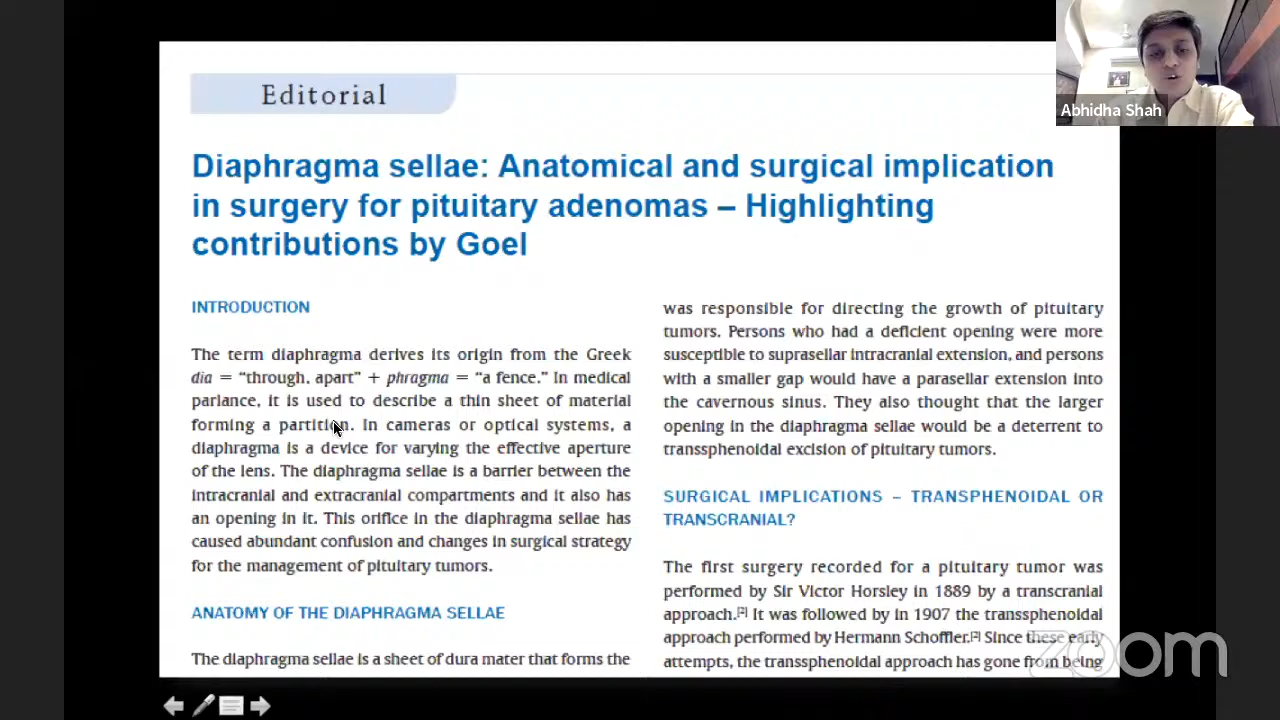 Editorial
Diaphragma sellae: Anatomical and surgical implication
in surgery for pituitary adenomas – Highlighting
contributions by Goel
INTRODUCTION
The term diaphragma derives its origin from the Greek
dia = “through, apart” + phragma = “a fence.” In medical
parlance, it is used to describe a thin sheet of material
forming a partition. In cameras or optical systems, a
diaphragma is a device for varying the effective aperture
of the lens. The diaphragma sellae is a barrier between the
intracranial and extracranial compartments and it also has
an opening in it. This orifice in the diaphragma sellae has
caused abundant confusion and changes in surgical strategy
for the management of pituitary tumors.
ANATOMY OF THE DIAPHRAGMA SELLAE
The diaphragma sellae is a sheet of dura mater that forms the
was responsible for directing the growth of pituitary
tumors. Persons who had a deficient opening were more
susceptible to suprasellar intracranial extension, and persons
with a smaller gap would have a parasellar extension into
the cavernous sinus. They also thought that the larger
opening in the diaphragma sellae would be a deterrent to
transsphenoidal excision of pituitary tumors.
SURGICAL IMPLICATIONS – TRANSPHENOIDAL OR
TRANSCRANIAL?
The first surgery recorded for a pituitary tumor was
performed by Sir Victor Horsley in 1889 by a transcranial
approach.[2] It was followed by in 1907 the transsphenoidal
approach performed by Hermann Schoffler.[2] Since these early
attempts, the transsphenoidal approach has gone from being
Abhidha Shah
zoom